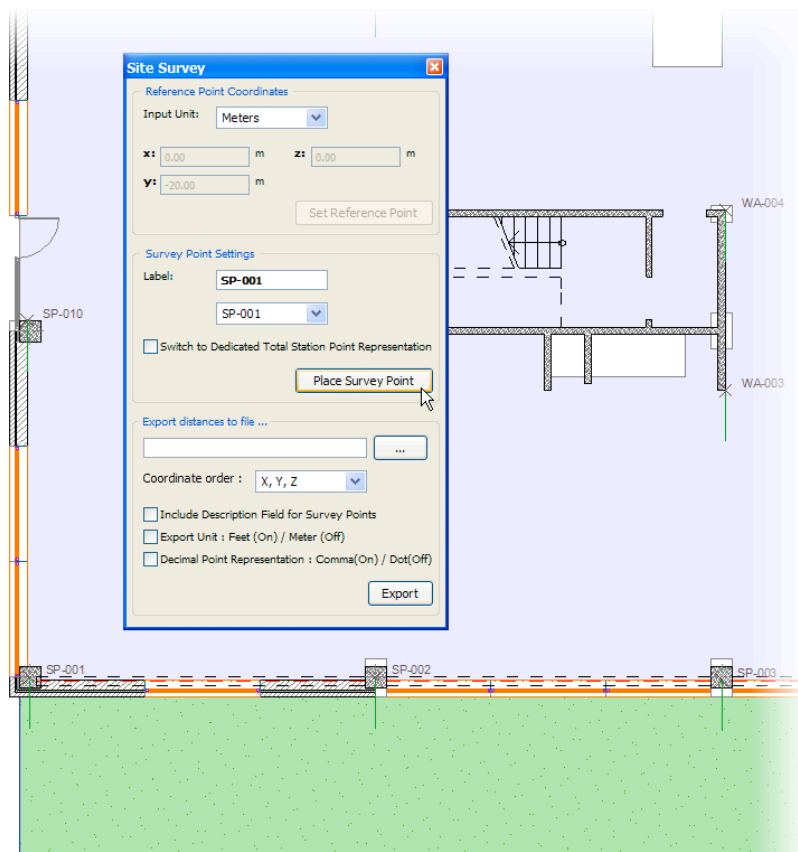 Site Survey
Reference Point Coordinates
Input Unit: Meters
x: 0.00 m z: 0.00 m
y: -20.00 m
Set Reference Point
Survey Point Settings
Label: SP-001
SP-001
Switch to Dedicated Total Station Point Representation
Place Survey Point
Export distances to file ...
...
Coordinate order : X, Y, Z
Include Description Field for Survey Points
Export Unit : Feet (On) / Meter (Off)
Decimal Point Representation : Comma(On) / Dot(Off)
Export
WA-004
SP-010
WA-003
SP-001
SP-002
SP-003